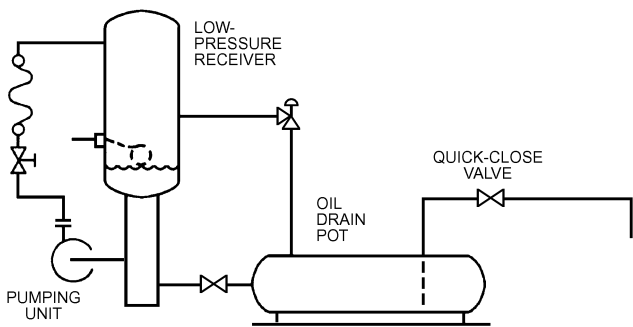 LOW-
PRESSURE
RECEIVER
QUICK-CLOSE
VALVE
OIL
DRAIN
POT
PUMPING
UNIT